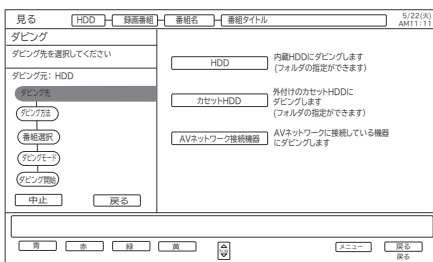 見る HDD 録画番組 番組名 番組タイトル 5/22(火)
AM11:11
ダビング
ダビング先を選択してください
ダビング元: HDD
ダビング先
ダビング方法
番組選択
ダビングモード
ダビング開始
中止 戻る
HDD 内蔵HDDにダビングします
(フォルダの指定ができます)
カセットHDD 外付けのカセットHDDに
ダビングします
(フォルダの指定ができます)
AVネットワーク接続機器 AVネットワークに接続している機器
にダビングします
青 赤 緑 黄 選択 メニュー 戻る
戻る